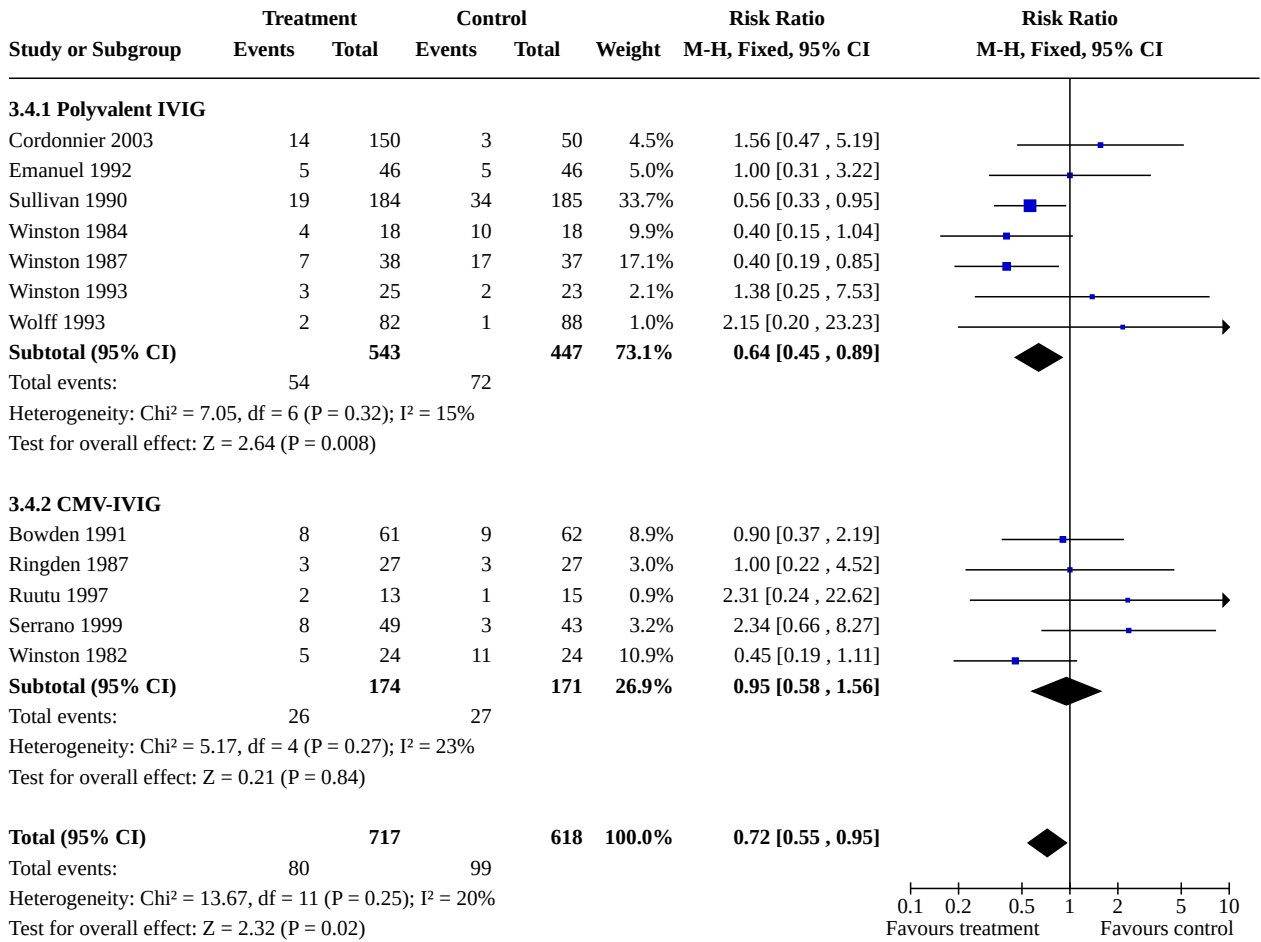 Treatment Control Risk Ratio Risk Ratio
Study or Subgroup Events Total Events Total Weight M-H, Fixed, 95% CI M-H, Fixed, 95% CI
3.4.1 Polyvalent IVIG
Cordonnier 2003 14 150 3 50 4.5% 1.56 [0.47 , 5.19]
Emanuel 1992 5 46 5 46 5.0% 1.00 [0.31 , 3.22]
Sullivan 1990 19 184 34 185 33.7% 0.56 [0.33 , 0.95]
Winston 1984 4 18 10 18 9.9% 0.40 [0.15 , 1.04]
Winston 1987 7 38 17 37 17.1% 0.40 [0.19 , 0.85]
Winston 1993 3 25 2 23 2.1% 1.38 [0.25 , 7.53]
Wolff 1993 2 82 1 88 1.0% 2.15 [0.20 , 23.23]
Subtotal (95% CI) 543 447 73.1% 0.64 [0.45 , 0.89]
Total events: 54 72
Heterogeneity: Chi² = 7.05, df = 6 (P = 0.32); I² = 15%
Test for overall effect: Z = 2.64 (P = 0.008)
3.4.2 CMV-IVIG
Bowden 1991 8 61 9 62 8.9% 0.90 [0.37 , 2.19]
Ringden 1987 3 27 3 27 3.0% 1.00 [0.22 , 4.52]
Ruutu 1997 2 13 1 15 0.9% 2.31 [0.24 , 22.62]
Serrano 1999 8 49 3 43 3.2% 2.34 [0.66 , 8.27]
Winston 1982 5 24 11 24 10.9% 0.45 [0.19 , 1.11]
Subtotal (95% CI) 174 171 26.9% 0.95 [0.58 , 1.56]
Total events: 26 27
Heterogeneity: Chi² = 5.17, df = 4 (P = 0.27); I² = 23%
Test for overall effect: Z = 0.21 (P = 0.84)
Total (95% CI) 717 618 100.0% 0.72 [0.55 , 0.95]
Total events: 80 99
Heterogeneity: Chi² = 13.67, df = 11 (P = 0.25); I² = 20%
0.1 0.2 0.5 1 2 5 10
Test for overall effect: Z = 2.32 (P = 0.02) Favours treatment Favours control